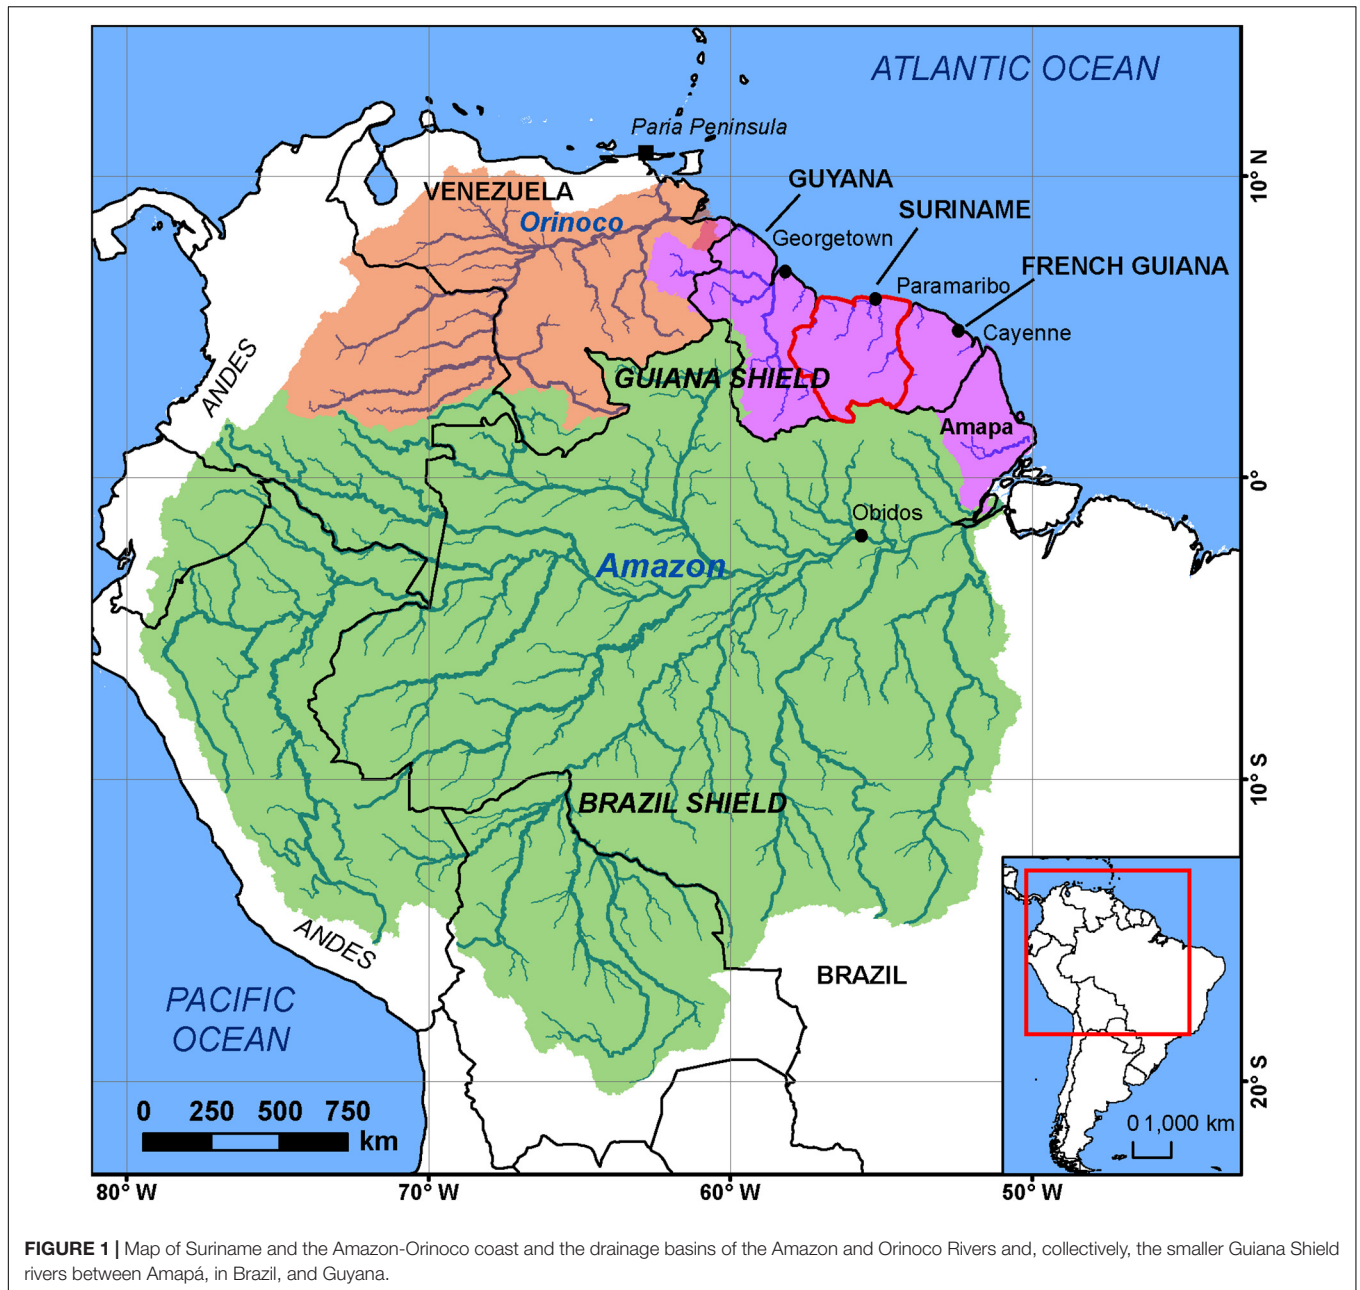 ATLANTIC OCEAN
Paria Peninsula
10°N
GUYANA
VENEZUELA
SURINAME
Orinoco
Georgetown
FRENCH GUIANA
Paramaribo
Cayenne
ANDES
GUIANA SHIELD
Amapa
0°
Obidos
Amazon
10°S
BRAZIL SHIELD
ANDES
BRAZIL
PACIFIC
OCEAN
20°S
0 250 500 750
km
0 1,000 km
80° W 70° W 60° W 50° W
FIGURE 1 | Map of Suriname and the Amazon-Orinoco coast and the drainage basins of the Amazon and Orinoco Rivers and, collectively, the smaller Guiana Shield
rivers between Amapá, in Brazil, and Guyana.